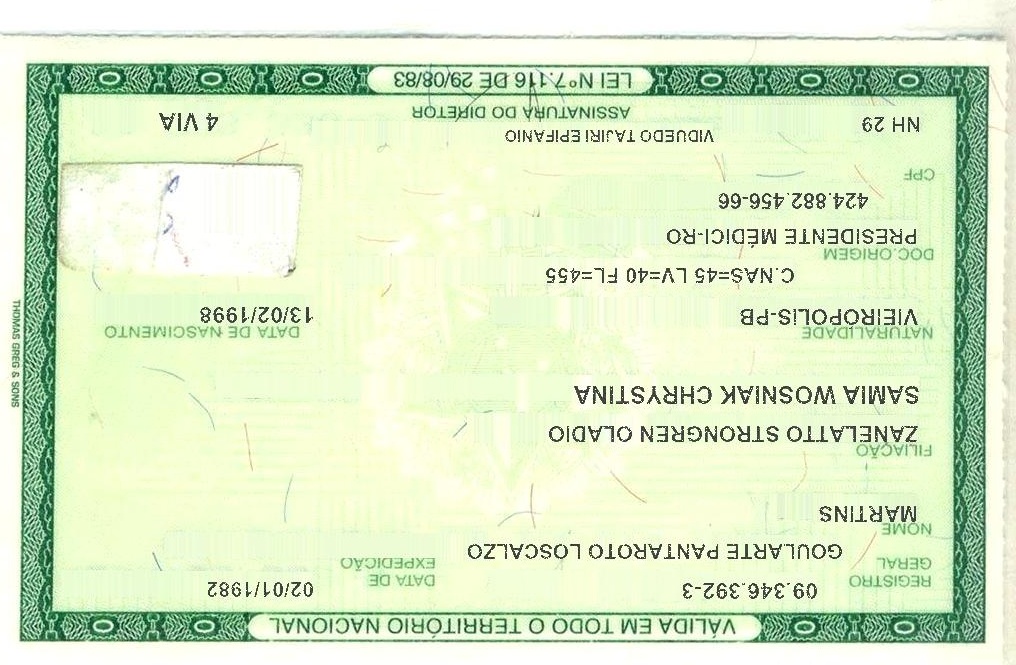 VÁLIDA EM TODO O TERRITÓRIO NACIONAL
REGISTRO GERAL 09.346.392-3 DATA DE EXPEDIÇÃO 02/01/1982
NOME GOULARTE PANTAROTO LOSCALZO
MARTINS
FILIAÇÃO
ZANELATTO STRONGREN OLADIO
SAMIA WOSNIAK CHRYSTINA
NATURALIDADE DATA DE NASCIMENTO
VIEIRÓPOLIS-PB 13/02/1998
C.NAS=45 LV=40 FL=455
DOC.ORIGEM
PRESIDENTE MÉDICI-RO
424.882.456-66
CPF
NH 29 VIDUEDO TAJIRI EPIFANIO 4 VIA
ASSINATURA DO DIRETOR
LEI Nº 7.116 DE 29/08/83
THOMAS GREG & SONS